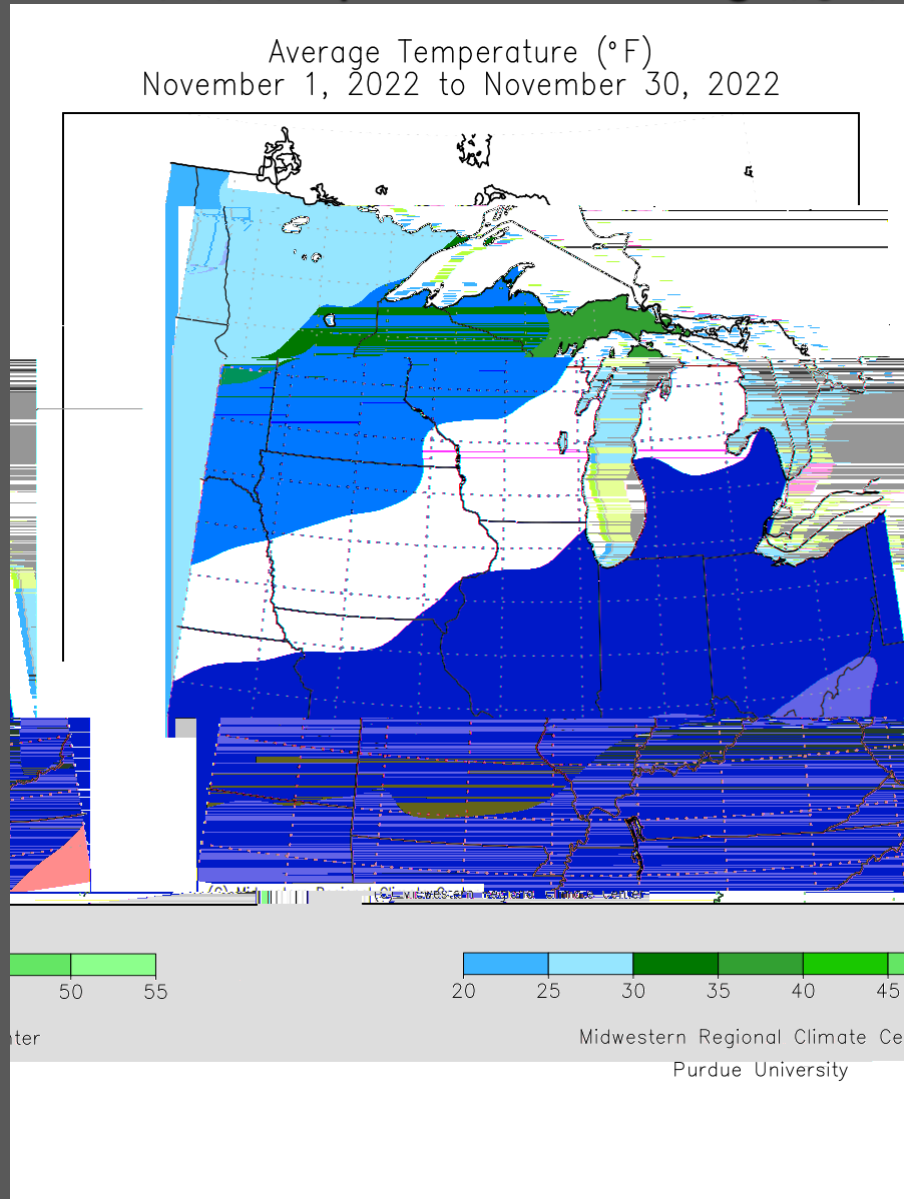 Average Temperature (°F)
November 1, 2022 to November 30, 2022
50 55 20 25 30 35 40 45
nter Midwestern Regional Climate Ce
Purdue University